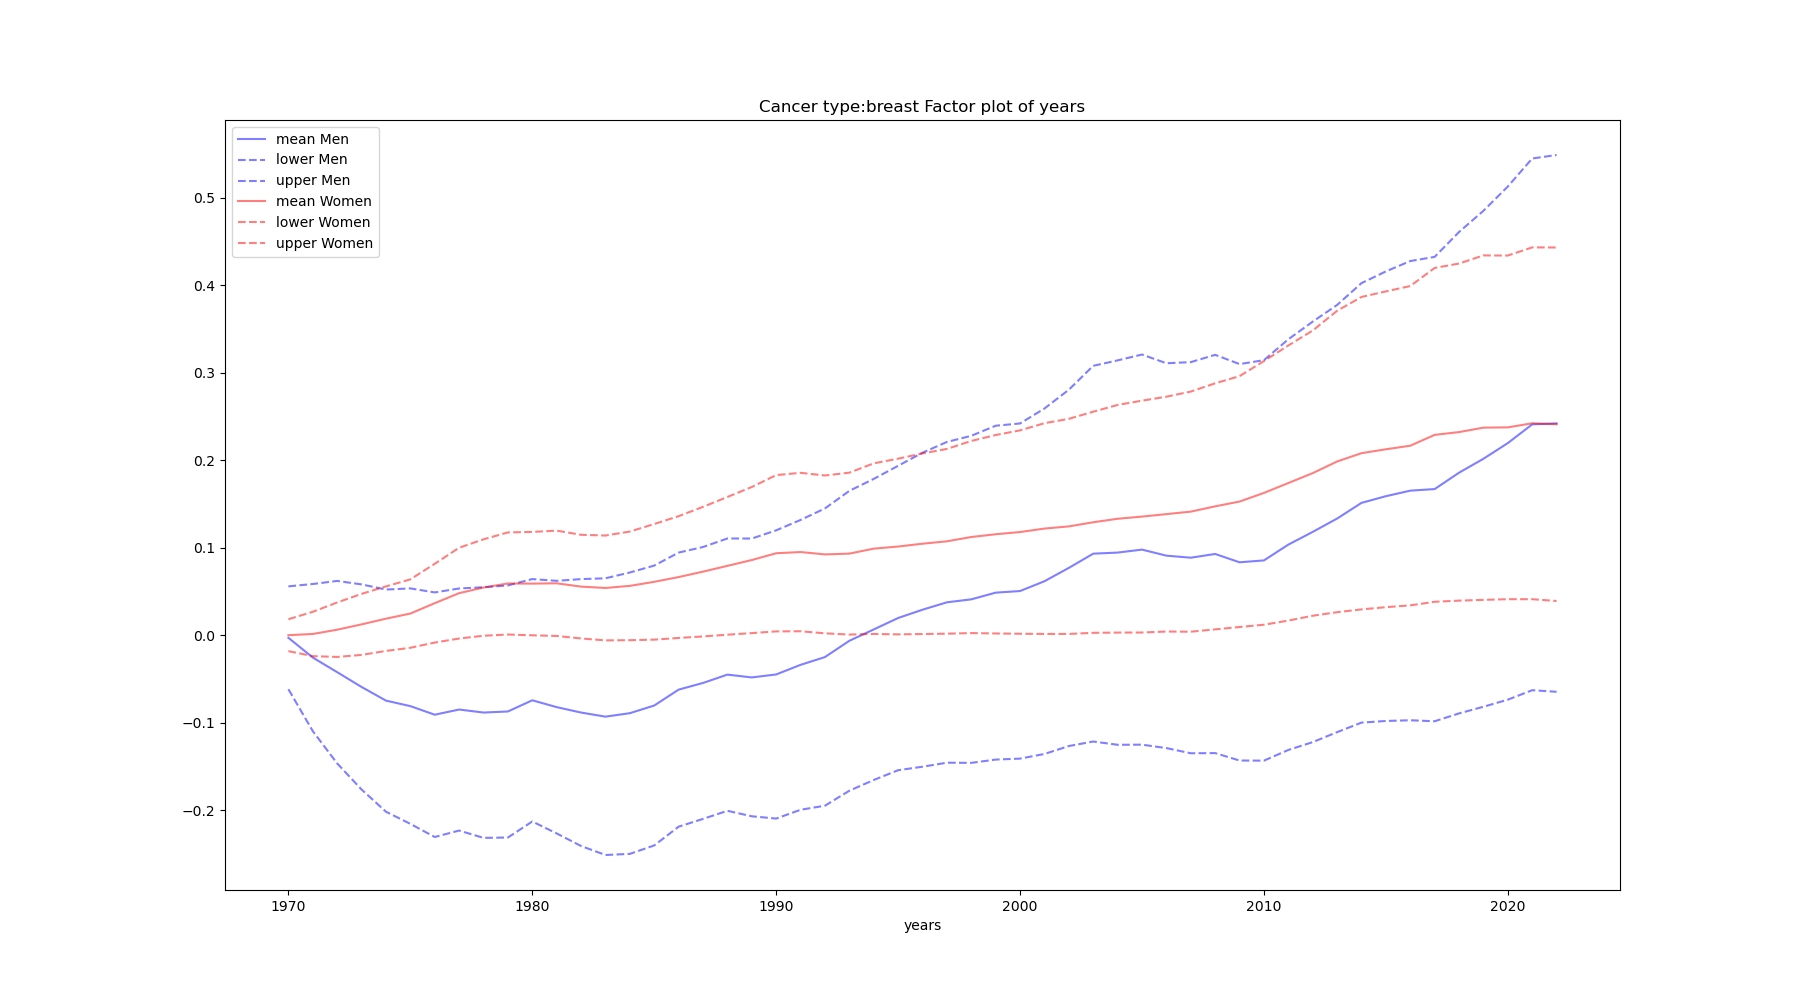 Cancer type:breast Factor plot of years
mean Men
lower Men
upper Men
mean Women
lower Women
upper Women
0.5
0.4
0.3
0.2
0.1
0.0
−0.1
−0.2
1970 1980 1990 2000 2010 2020
years